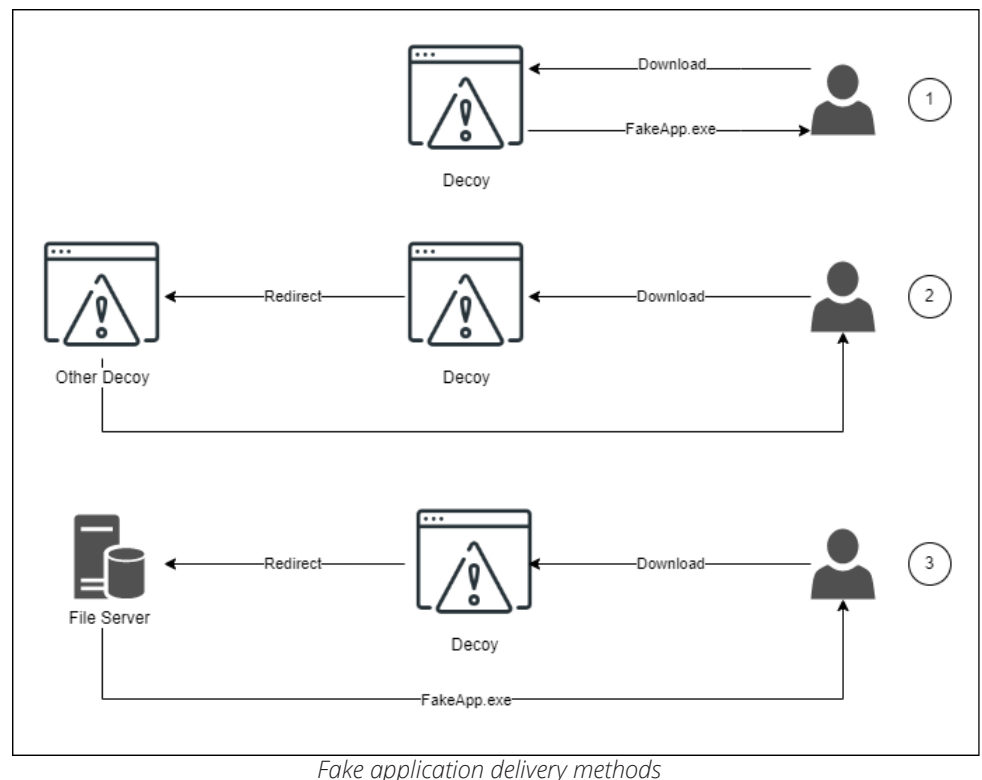 Download
1
FakeApp.exe
Decoy
Redirect
Download
2
Other Decoy
Decoy
Redirect
Download
3
File Server
Decoy
FakeApp.exe
Fake application delivery methods